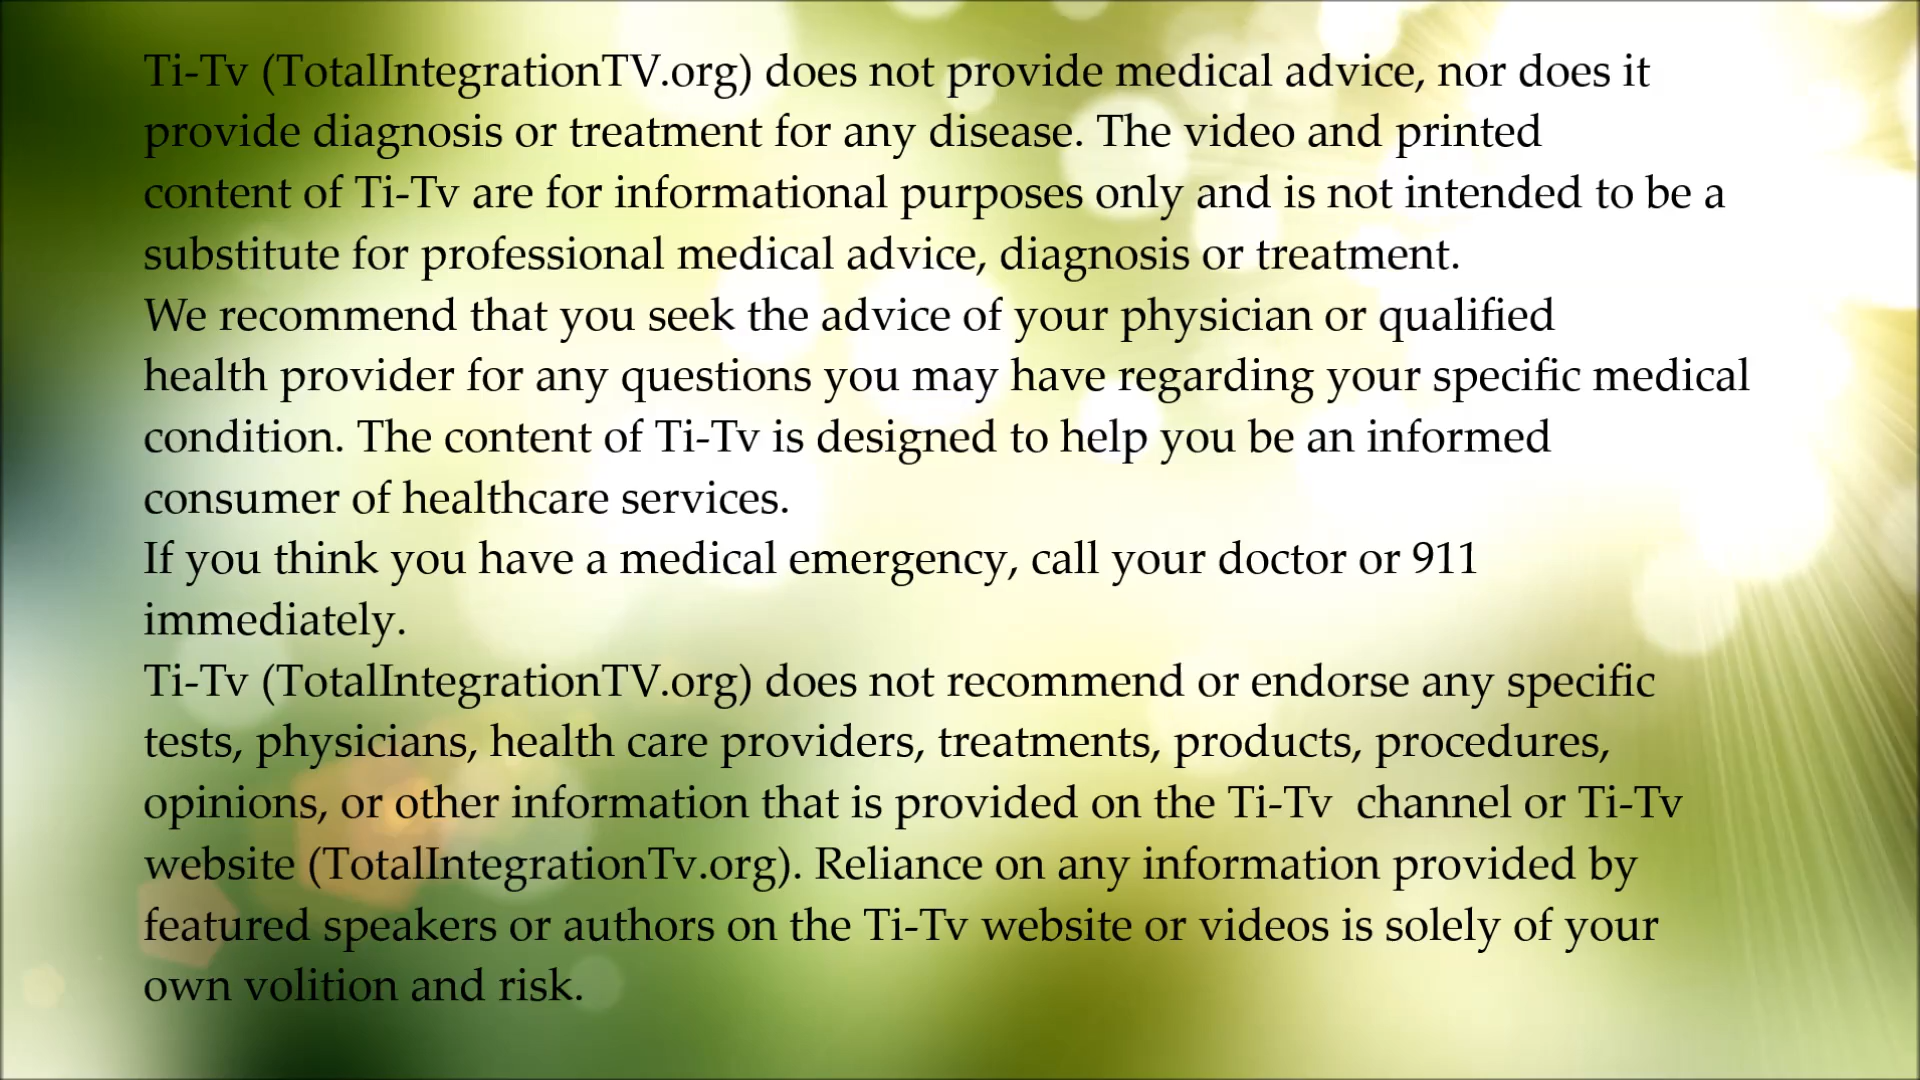 Ti-Tv (TotalIntegrationTV.org) does not provide medical advice, nor does it
provide diagnosis or treatment for any disease. The video and printed
content of Ti-Tv are for informational purposes only and is not intended to be a
substitute for professional medical advice, diagnosis or treatment.
We recommend that you seek the advice of your physician or qualified
health provider for any questions you may have regarding your specific medical
condition. The content of Ti-Tv is designed to help you be an informed
consumer of healthcare services.
If you think you have a medical emergency, call your doctor or 911
immediately.
Ti-Tv (TotalIntegrationTV.org) does not recommend or endorse any specific
tests, physicians, health care providers, treatments, products, procedures,
opinions, or other information that is provided on the Ti-Tv  channel or Ti-Tv
website (TotalIntegrationTv.org). Reliance on any information provided by
featured speakers or authors on the Ti-Tv website or videos is solely of your
own volition and risk.